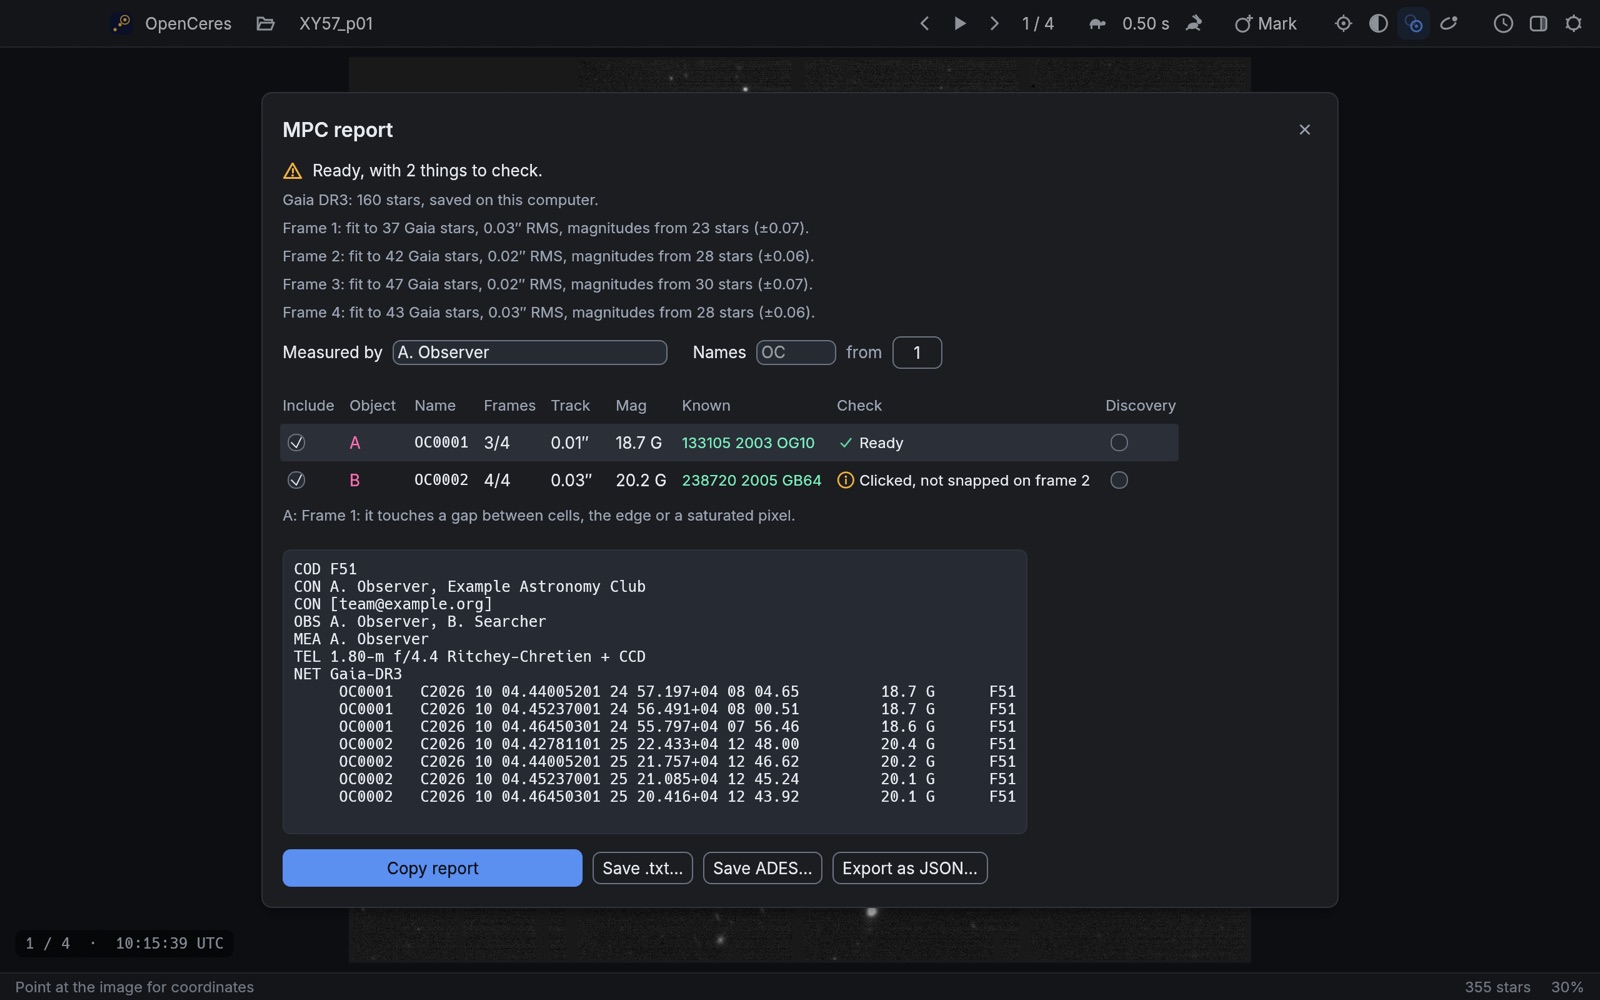 OpenCeres XY57_p01 1 / 4 0.50 s Mark
MPC report
Ready, with 2 things to check.
Gaia DR3: 160 stars, saved on this computer.
Frame 1: fit to 37 Gaia stars, 0.03″ RMS, magnitudes from 23 stars (±0.07).
Frame 2: fit to 42 Gaia stars, 0.02″ RMS, magnitudes from 28 stars (±0.06).
Frame 3: fit to 47 Gaia stars, 0.02″ RMS, magnitudes from 30 stars (±0.07).
Frame 4: fit to 43 Gaia stars, 0.03″ RMS, magnitudes from 28 stars (±0.06).
Measured by A. Observer Names OC from 1
Include Object Name Frames Track Mag Known Check Discovery
A OC0001 3/4 0.01″ 18.7 G 133105 2003 OG10 Ready
B OC0002 4/4 0.03″ 20.2 G 238720 2005 GB64 Clicked, not snapped on frame 2
A: Frame 1: it touches a gap between cells, the edge or a saturated pixel.
COD F51
CON A. Observer, Example Astronomy Club
CON [team@example.org]
OBS A. Observer, B. Searcher
MEA A. Observer
TEL 1.80-m f/4.4 Ritchey-Chretien + CCD
NET Gaia-DR3
OC0001 C2026 10 04.44005201 24 57.197+04 08 04.65 18.7 G F51
OC0001 C2026 10 04.45237001 24 56.491+04 08 00.51 18.7 G F51
OC0001 C2026 10 04.46450301 24 55.797+04 07 56.46 18.6 G F51
OC0002 C2026 10 04.42781101 25 22.433+04 12 48.00 20.4 G F51
OC0002 C2026 10 04.44005201 25 21.757+04 12 46.62 20.2 G F51
OC0002 C2026 10 04.45237001 25 21.085+04 12 45.24 20.1 G F51
OC0002 C2026 10 04.46450301 25 20.416+04 12 43.92 20.1 G F51
Copy report Save .txt... Save ADES... Export as JSON...
1 / 4 · 10:15:39 UTC
Point at the image for coordinates 355 stars 30%